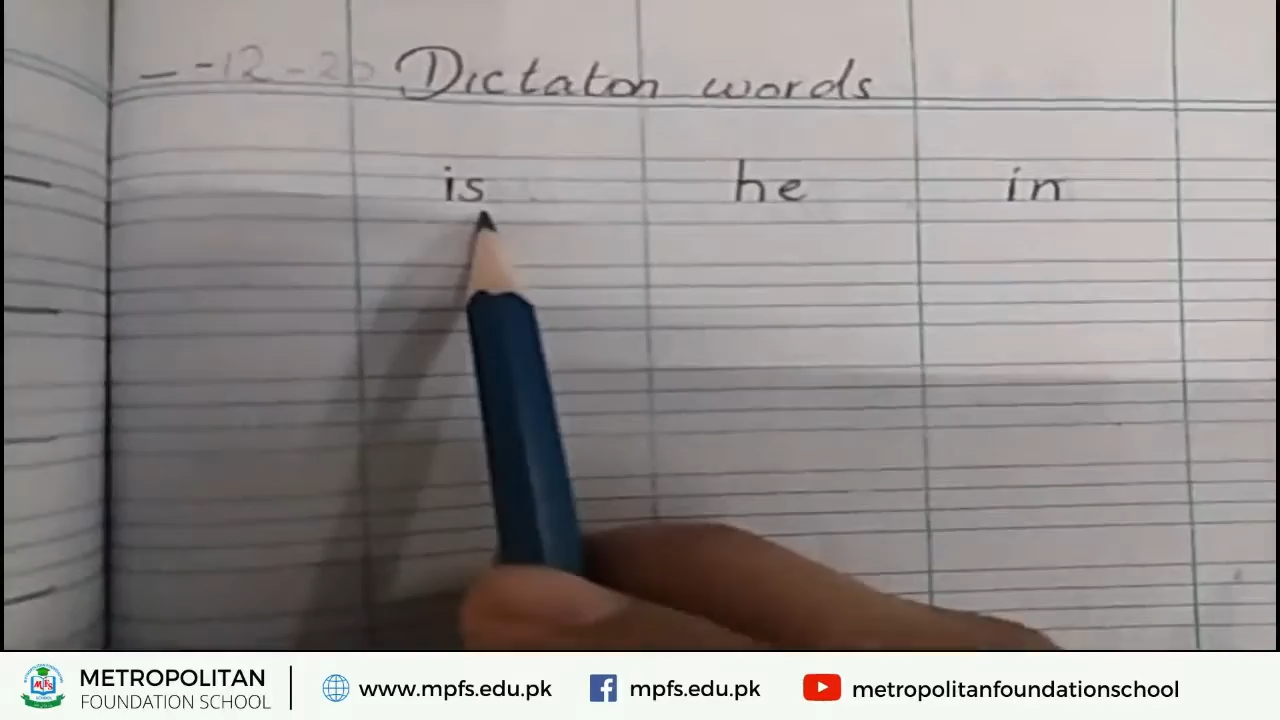 - -12-20 Dictaton words
is he in
METROPOLITAN
FOUNDATION SCHOOL
www.mpfs.edu.pk
mpfs.edu.pk
metropolitanfoundationschool